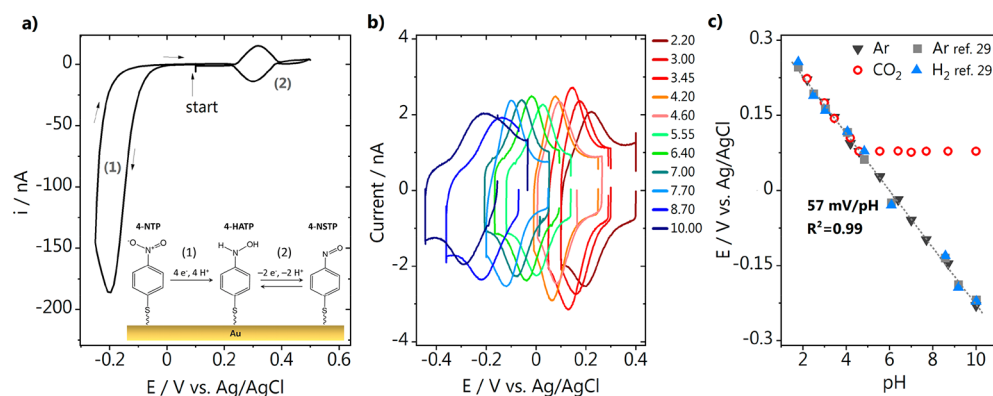 a)
0
-50
-100
-150
-200
i / nA
-0.2
0.0
0.2
0.4
0.6
E / V vs. Ag/AgCl
start
(1)
(2)
4-NTP
4-HATP
4-NSTP
⁻O
N⁺
O
H
N
OH
N
O
(1)
4 e⁻, 4 H⁺
(2)
−2 e⁻, −2 H⁺
S
S
S
Au
b)
4
2
0
-2
-4
Current / nA
-0.4
-0.2
0
0.2
0.4
E / V vs. Ag/AgCl
2.20
3.00
3.45
4.20
4.60
5.55
6.40
7.00
7.70
8.70
10.00
c)
0.3
0.15
0
-0.15
-0.3
E / V vs. Ag/AgCl
2
4
6
8
10
pH
Ar
Ar ref. 29
CO₂
H₂ ref. 29
57 mV/pH
R²=0.99